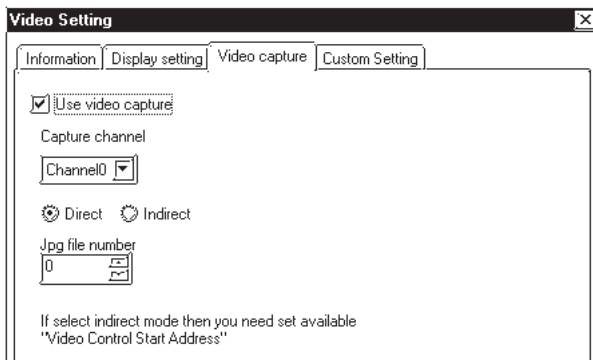 Video Setting
Information Display setting Video capture Custom Setting
Use video capture
Capture channel
Channel0
Direct Indirect
Jpg file number
0
If select indirect mode then you need set available
"Video Control Start Address"